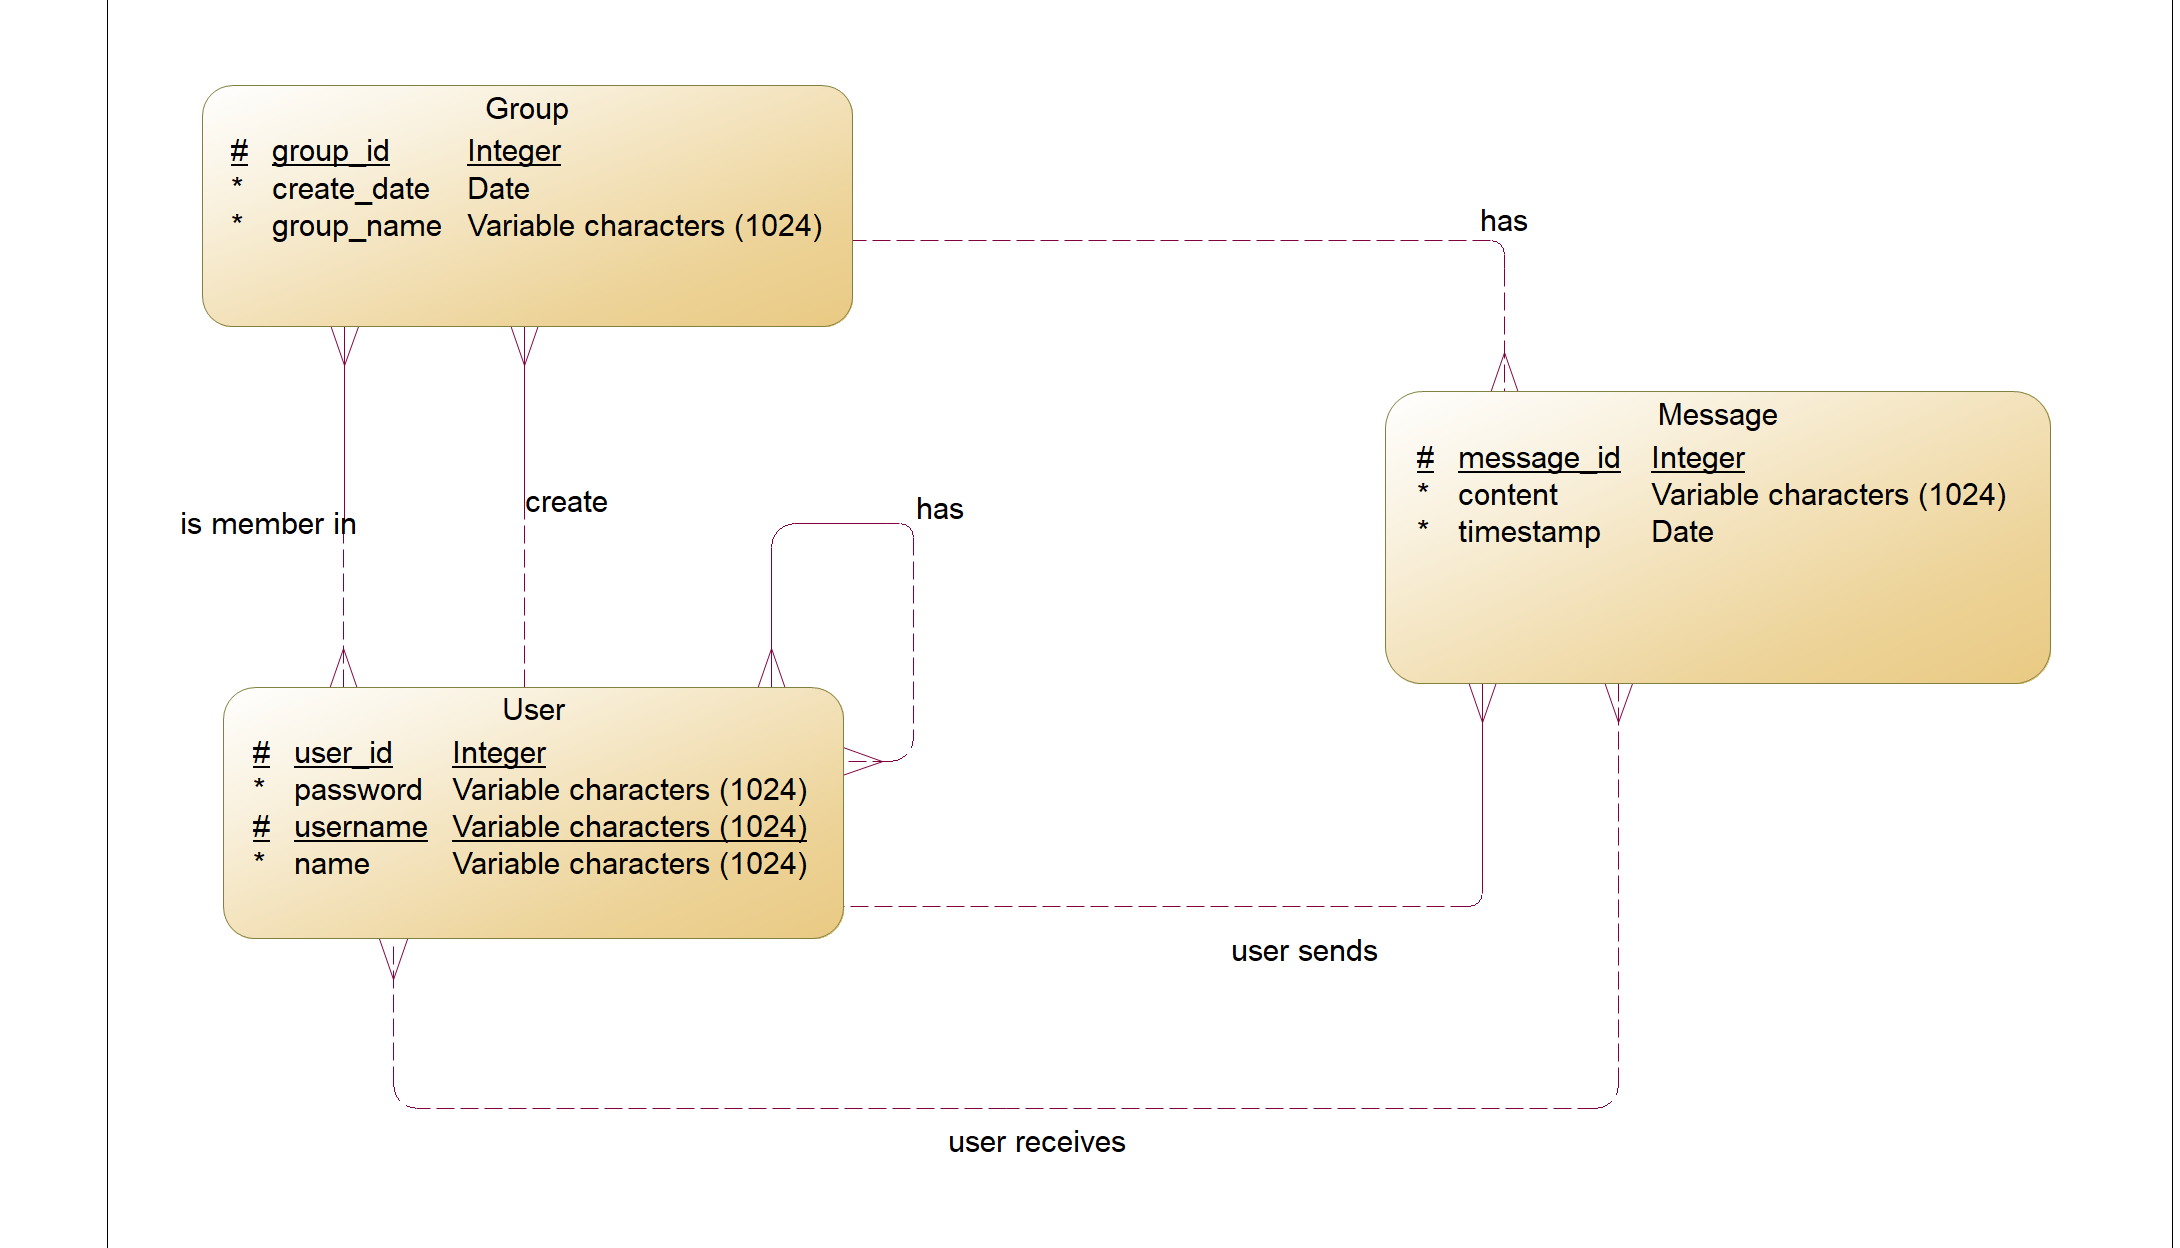 Group
# group_id Integer
* create_date Date
* group_name Variable characters (1024)
has
Message
# message_id Integer
* content Variable characters (1024)
* timestamp Date
is member in
create
has
User
# user_id Integer
* password Variable characters (1024)
# username Variable characters (1024)
* name Variable characters (1024)
user sends
user receives